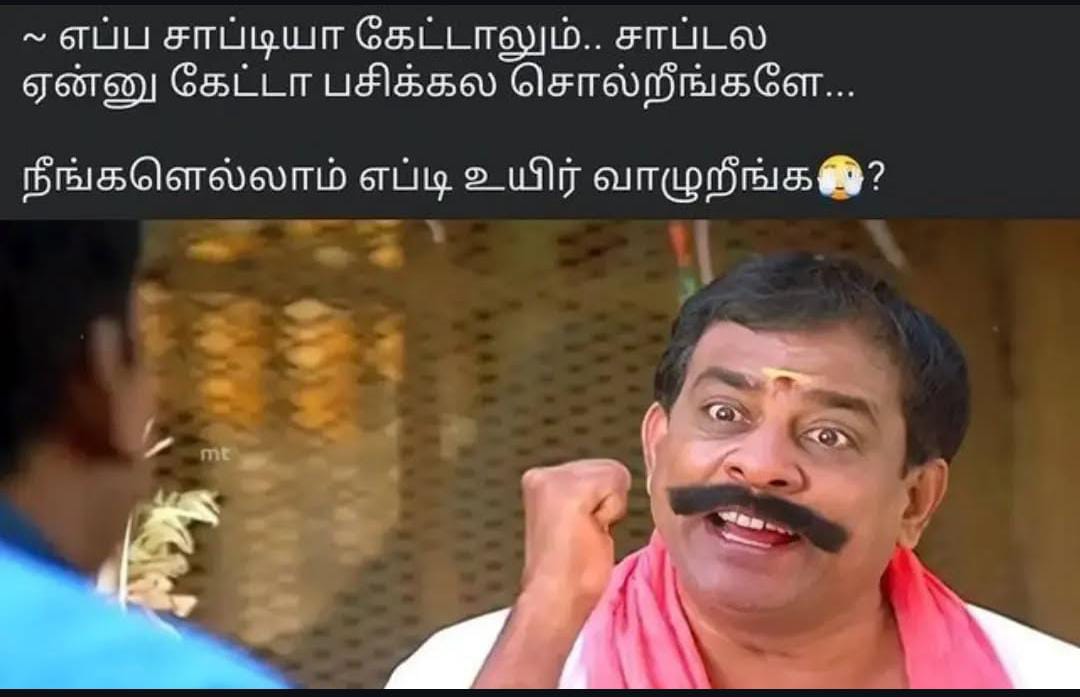 ~ எப்ப சாப்டியா கேட்டாலும்.. சாப்டல
ஏன்னு கேட்டா பசிக்கல சொல்றீங்களே...
நீங்களெல்லாம் எப்டி உயிர் வாழுறீங்க😭?
mt